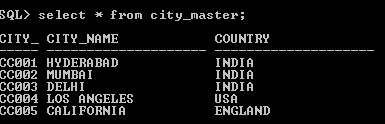 SQL> select * from city_master;
CITY_ CITY_NAME COUNTRY
CC001 HYDERABAD INDIA
CC002 MUMBAI INDIA
CC003 DELHI INDIA
CC004 LOS ANGELES USA
CC005 CALIFORNIA ENGLAND